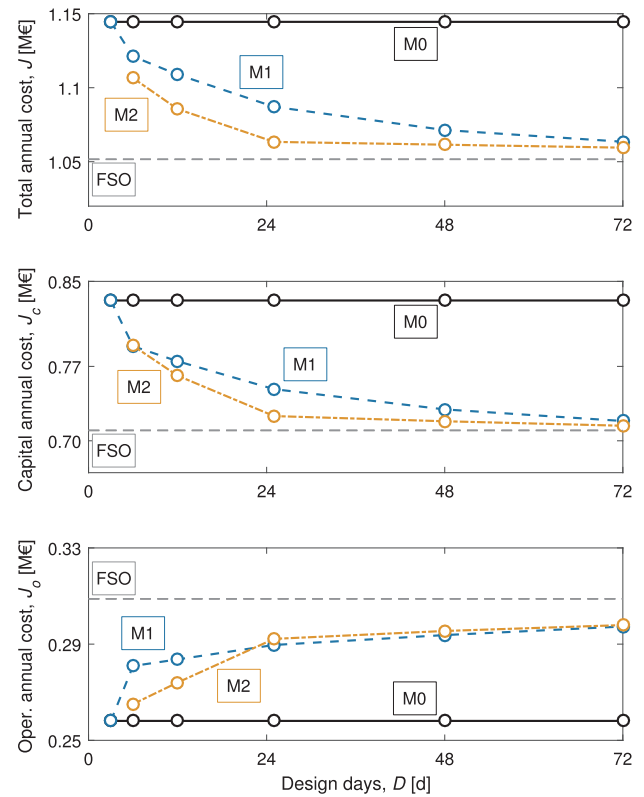 Total annual cost, J [M€]
1.15
1.1
1.05
M0
M1
M2
FSO
0 24 48 72
Capital annual cost, Jc [M€]
0.85
0.77
0.70
M0
M1
M2
FSO
0 24 48 72
Oper. annual cost, Jo [M€]
0.33
0.29
0.25
FSO
M1
M2
M0
0 24 48 72
Design days, D [d]